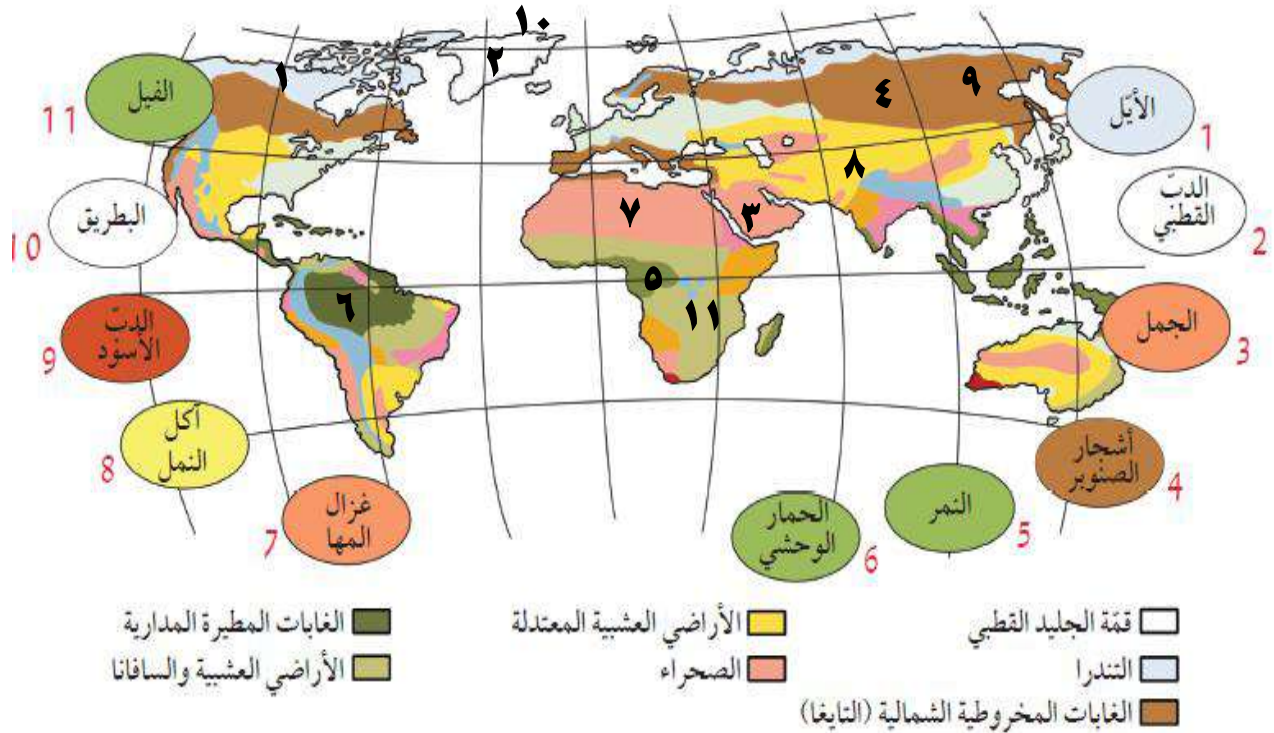 ١٠
٢
١
٤
٩
٨
٧
٣
٥
٦
١١
الأيّل
1
الدبّ
القطبي
2
الجمل
3
أشجار
الصنوبر
4
النمر
5
الحمار
الوحشي
6
غزال
المها
7
آكل
النمل
8
الدبّ
الأسود
9
البطريق
10
الفيل
11
قمّة الجليد القطبي
التندرا
الغابات المخروطية الشمالية (التايغا)
الأراضي العشبية المعتدلة
الصحراء
الغابات المطيرة المدارية
الأراضي العشبية والسافانا